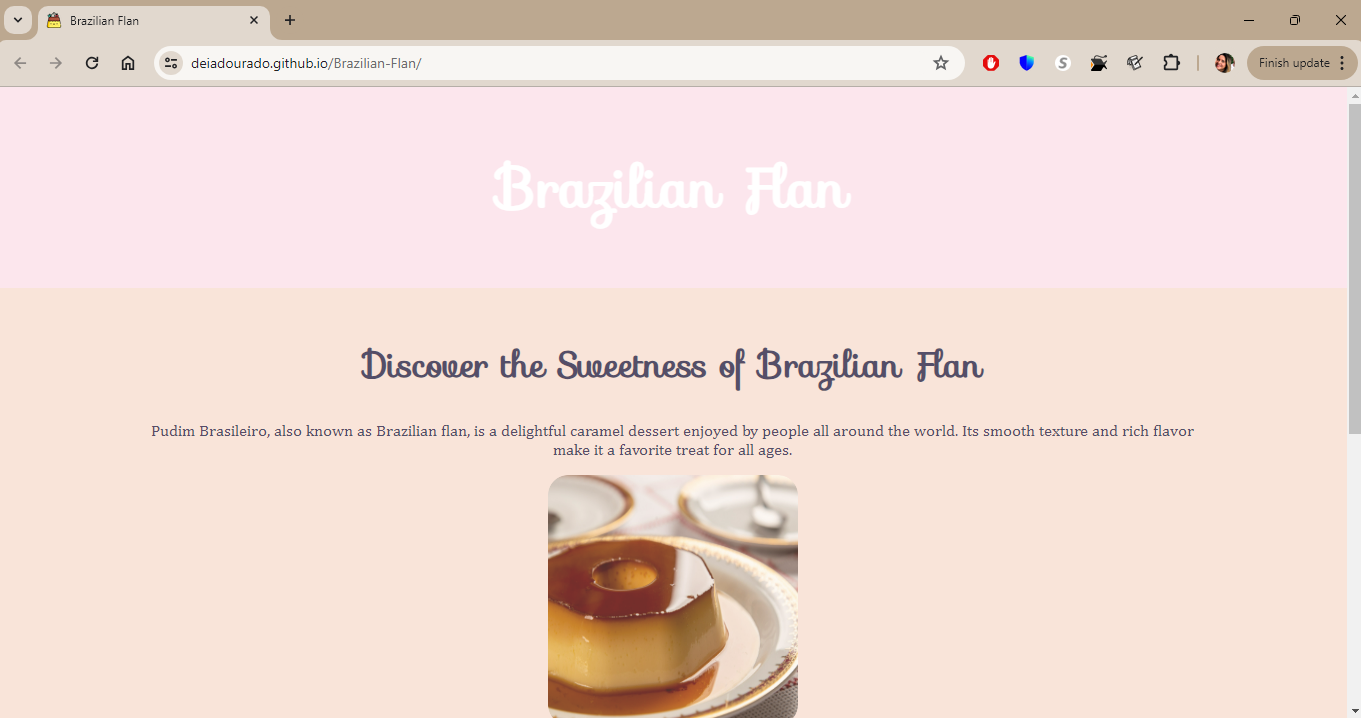 Brazilian Flan
deiadourado.github.io/Brazilian-Flan/
S
Finish update
Brazilian Flan
Discover the Sweetness of Brazilian Flan
Pudim Brasileiro, also known as Brazilian flan, is a delightful caramel dessert enjoyed by people all around the world. Its smooth texture and rich flavor
make it a favorite treat for all ages.